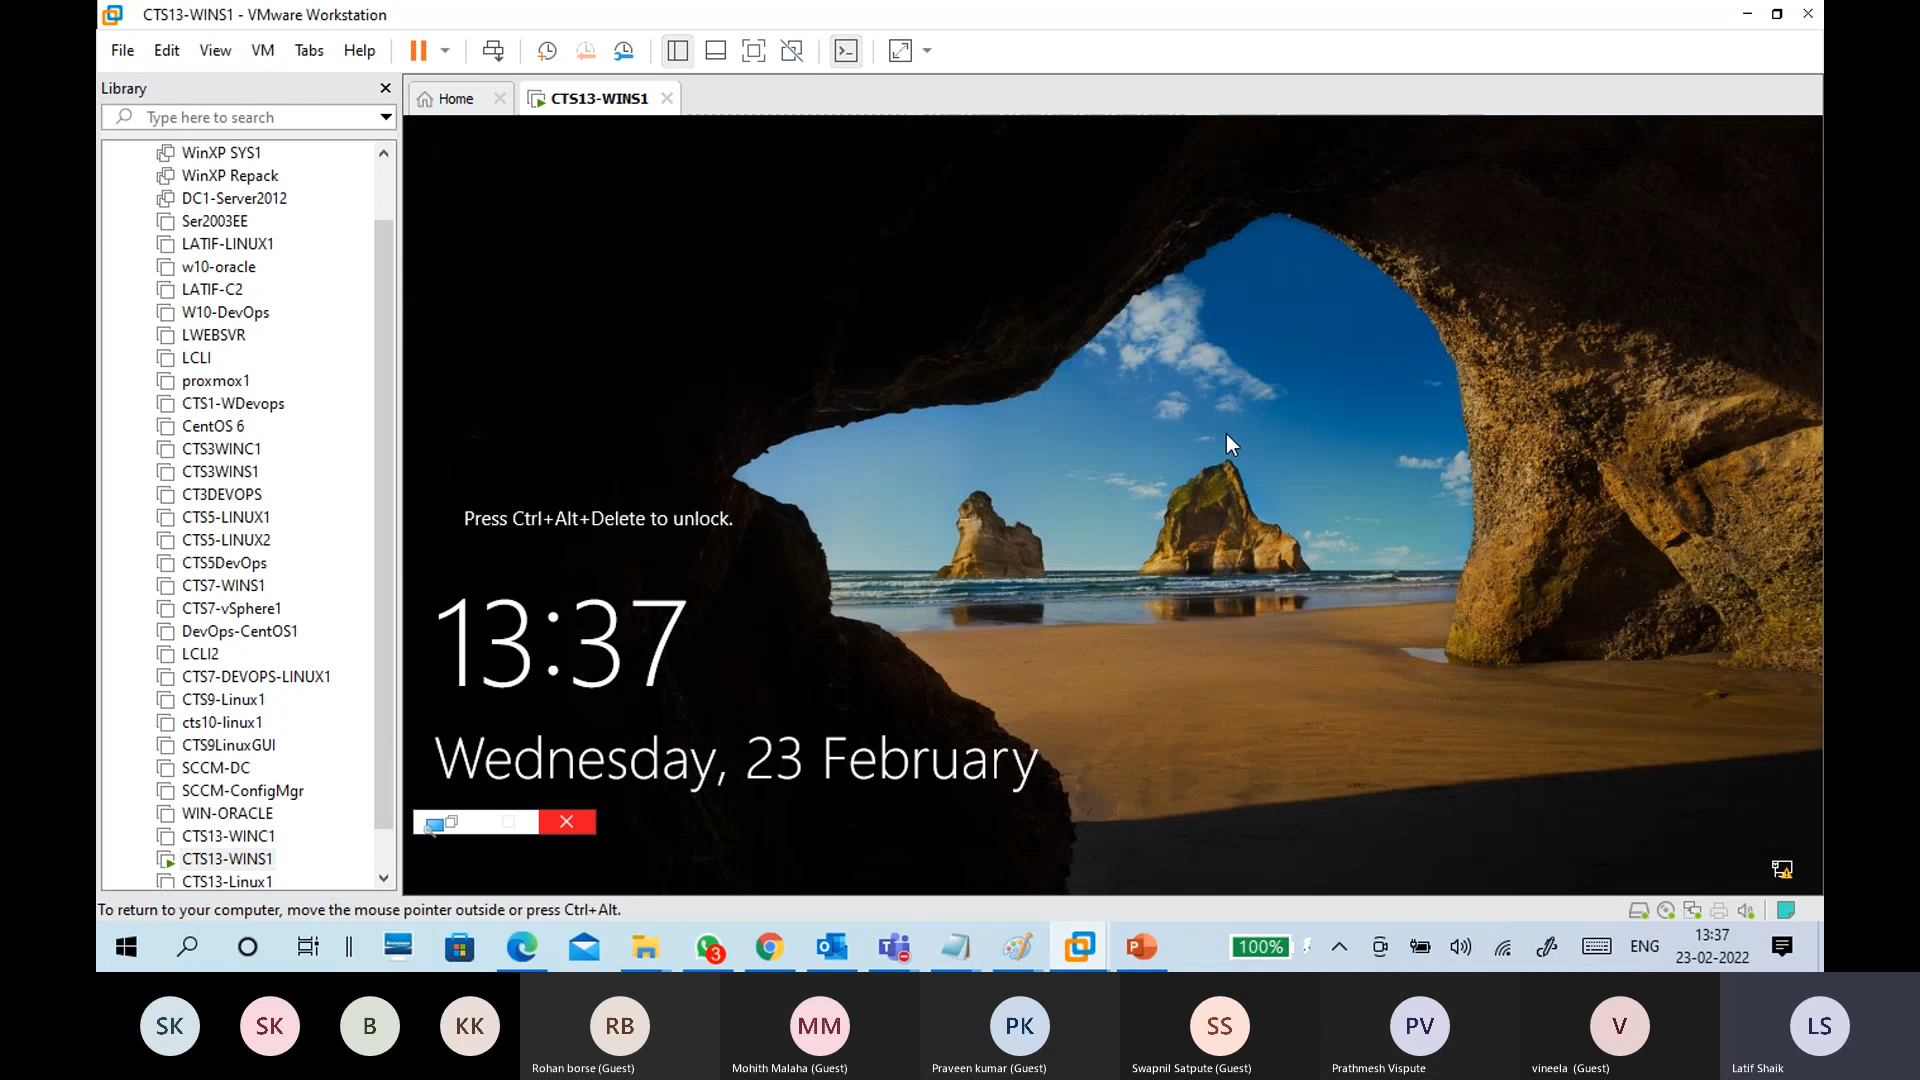 CTS13-WINS1 - VMware Workstation
File Edit View VM Tabs Help
Library
Type here to search
Home
CTS13-WINS1
WinXP SYS1
WinXP Repack
DC1-Server2012
Ser2003EE
LATIF-LINUX1
w10-oracle
LATIF-C2
W10-DevOps
LWEBSVR
LCLI
proxmox1
CTS1-WDevops
CentOS 6
CTS3WINC1
CTS3WINS1
CT3DEVOPS
CTS5-LINUX1
CTS5-LINUX2
CTS5DevOps
CTS7-WINS1
CTS7-vSphere1
DevOps-CentOS1
LCLI2
CTS7-DEVOPS-LINUX1
CTS9-Linux1
cts10-linux1
CTS9LinuxGUI
SCCM-DC
SCCM-ConfigMgr
WIN-ORACLE
CTS13-WINC1
CTS13-WINS1
CTS13-Linux1
Press Ctrl+Alt+Delete to unlock.
13:37
Wednesday, 23 February
To return to your computer, move the mouse pointer outside or press Ctrl+Alt.
3
100%
ENG
13:37
23-02-2022
SK
SK
B
KK
RB
Rohan borse (Guest)
MM
Mohith Malaha (Guest)
PK
Praveen kumar (Guest)
SS
Swapnil Satpute (Guest)
PV
Prathmesh Vispute
V
vineela (Guest)
LS
Latif Shaik